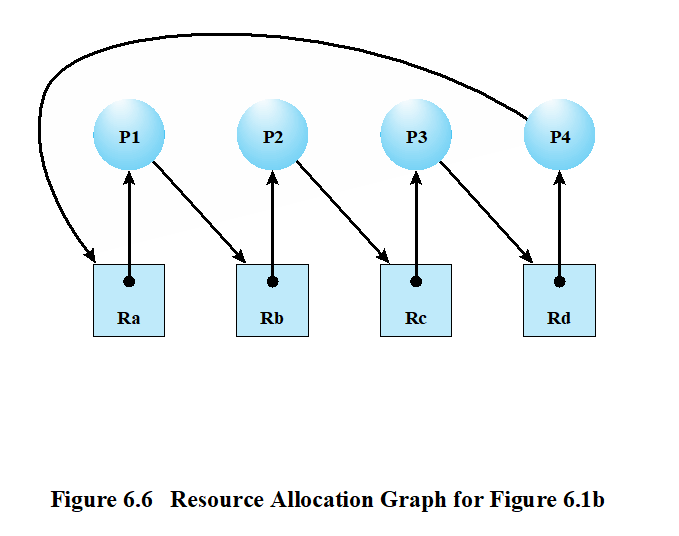 P1 P2 P3 P4
Ra Rb Rc Rd
Figure 6.6 Resource Allocation Graph for Figure 6.1b